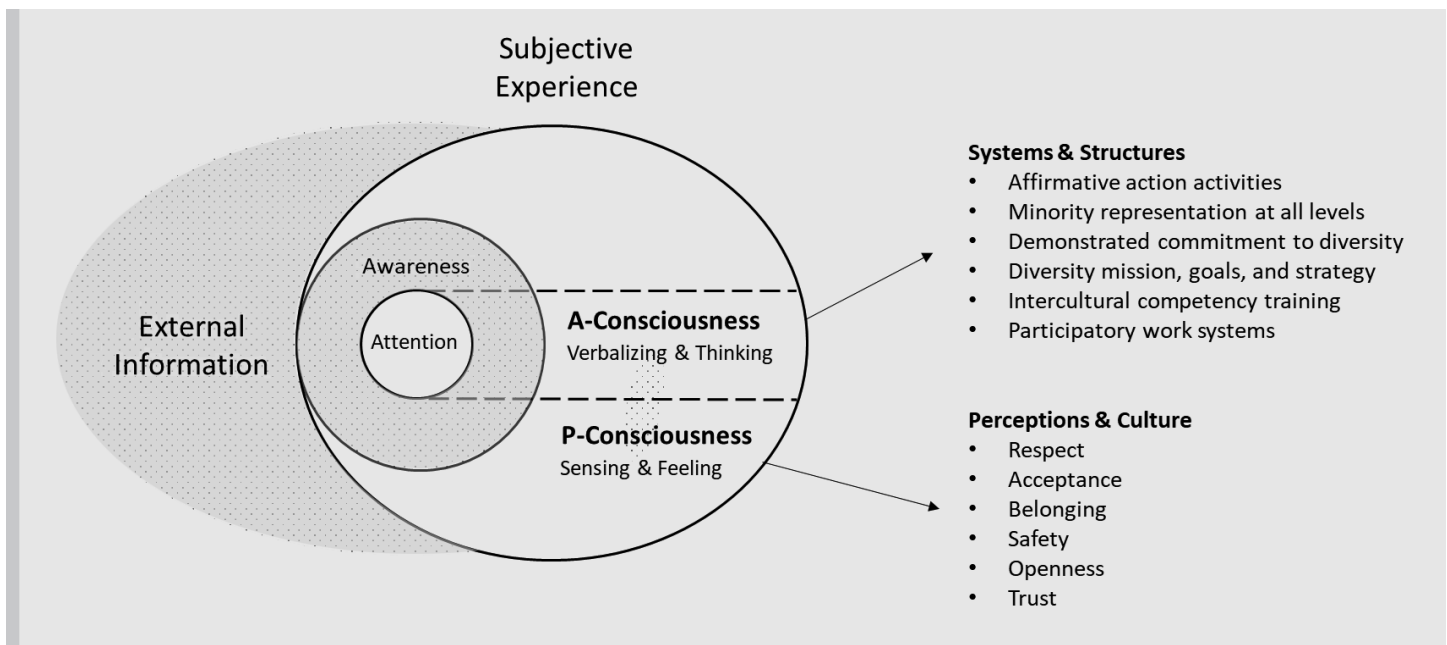 Subjective
Experience
External
Information
Awareness
Attention
A-Consciousness
Verbalizing & Thinking
P-Consciousness
Sensing & Feeling
Systems & Structures
• Affirmative action activities
• Minority representation at all levels
• Demonstrated commitment to diversity
• Diversity mission, goals, and strategy
• Intercultural competency training
• Participatory work systems
Perceptions & Culture
• Respect
• Acceptance
• Belonging
• Safety
• Openness
• Trust